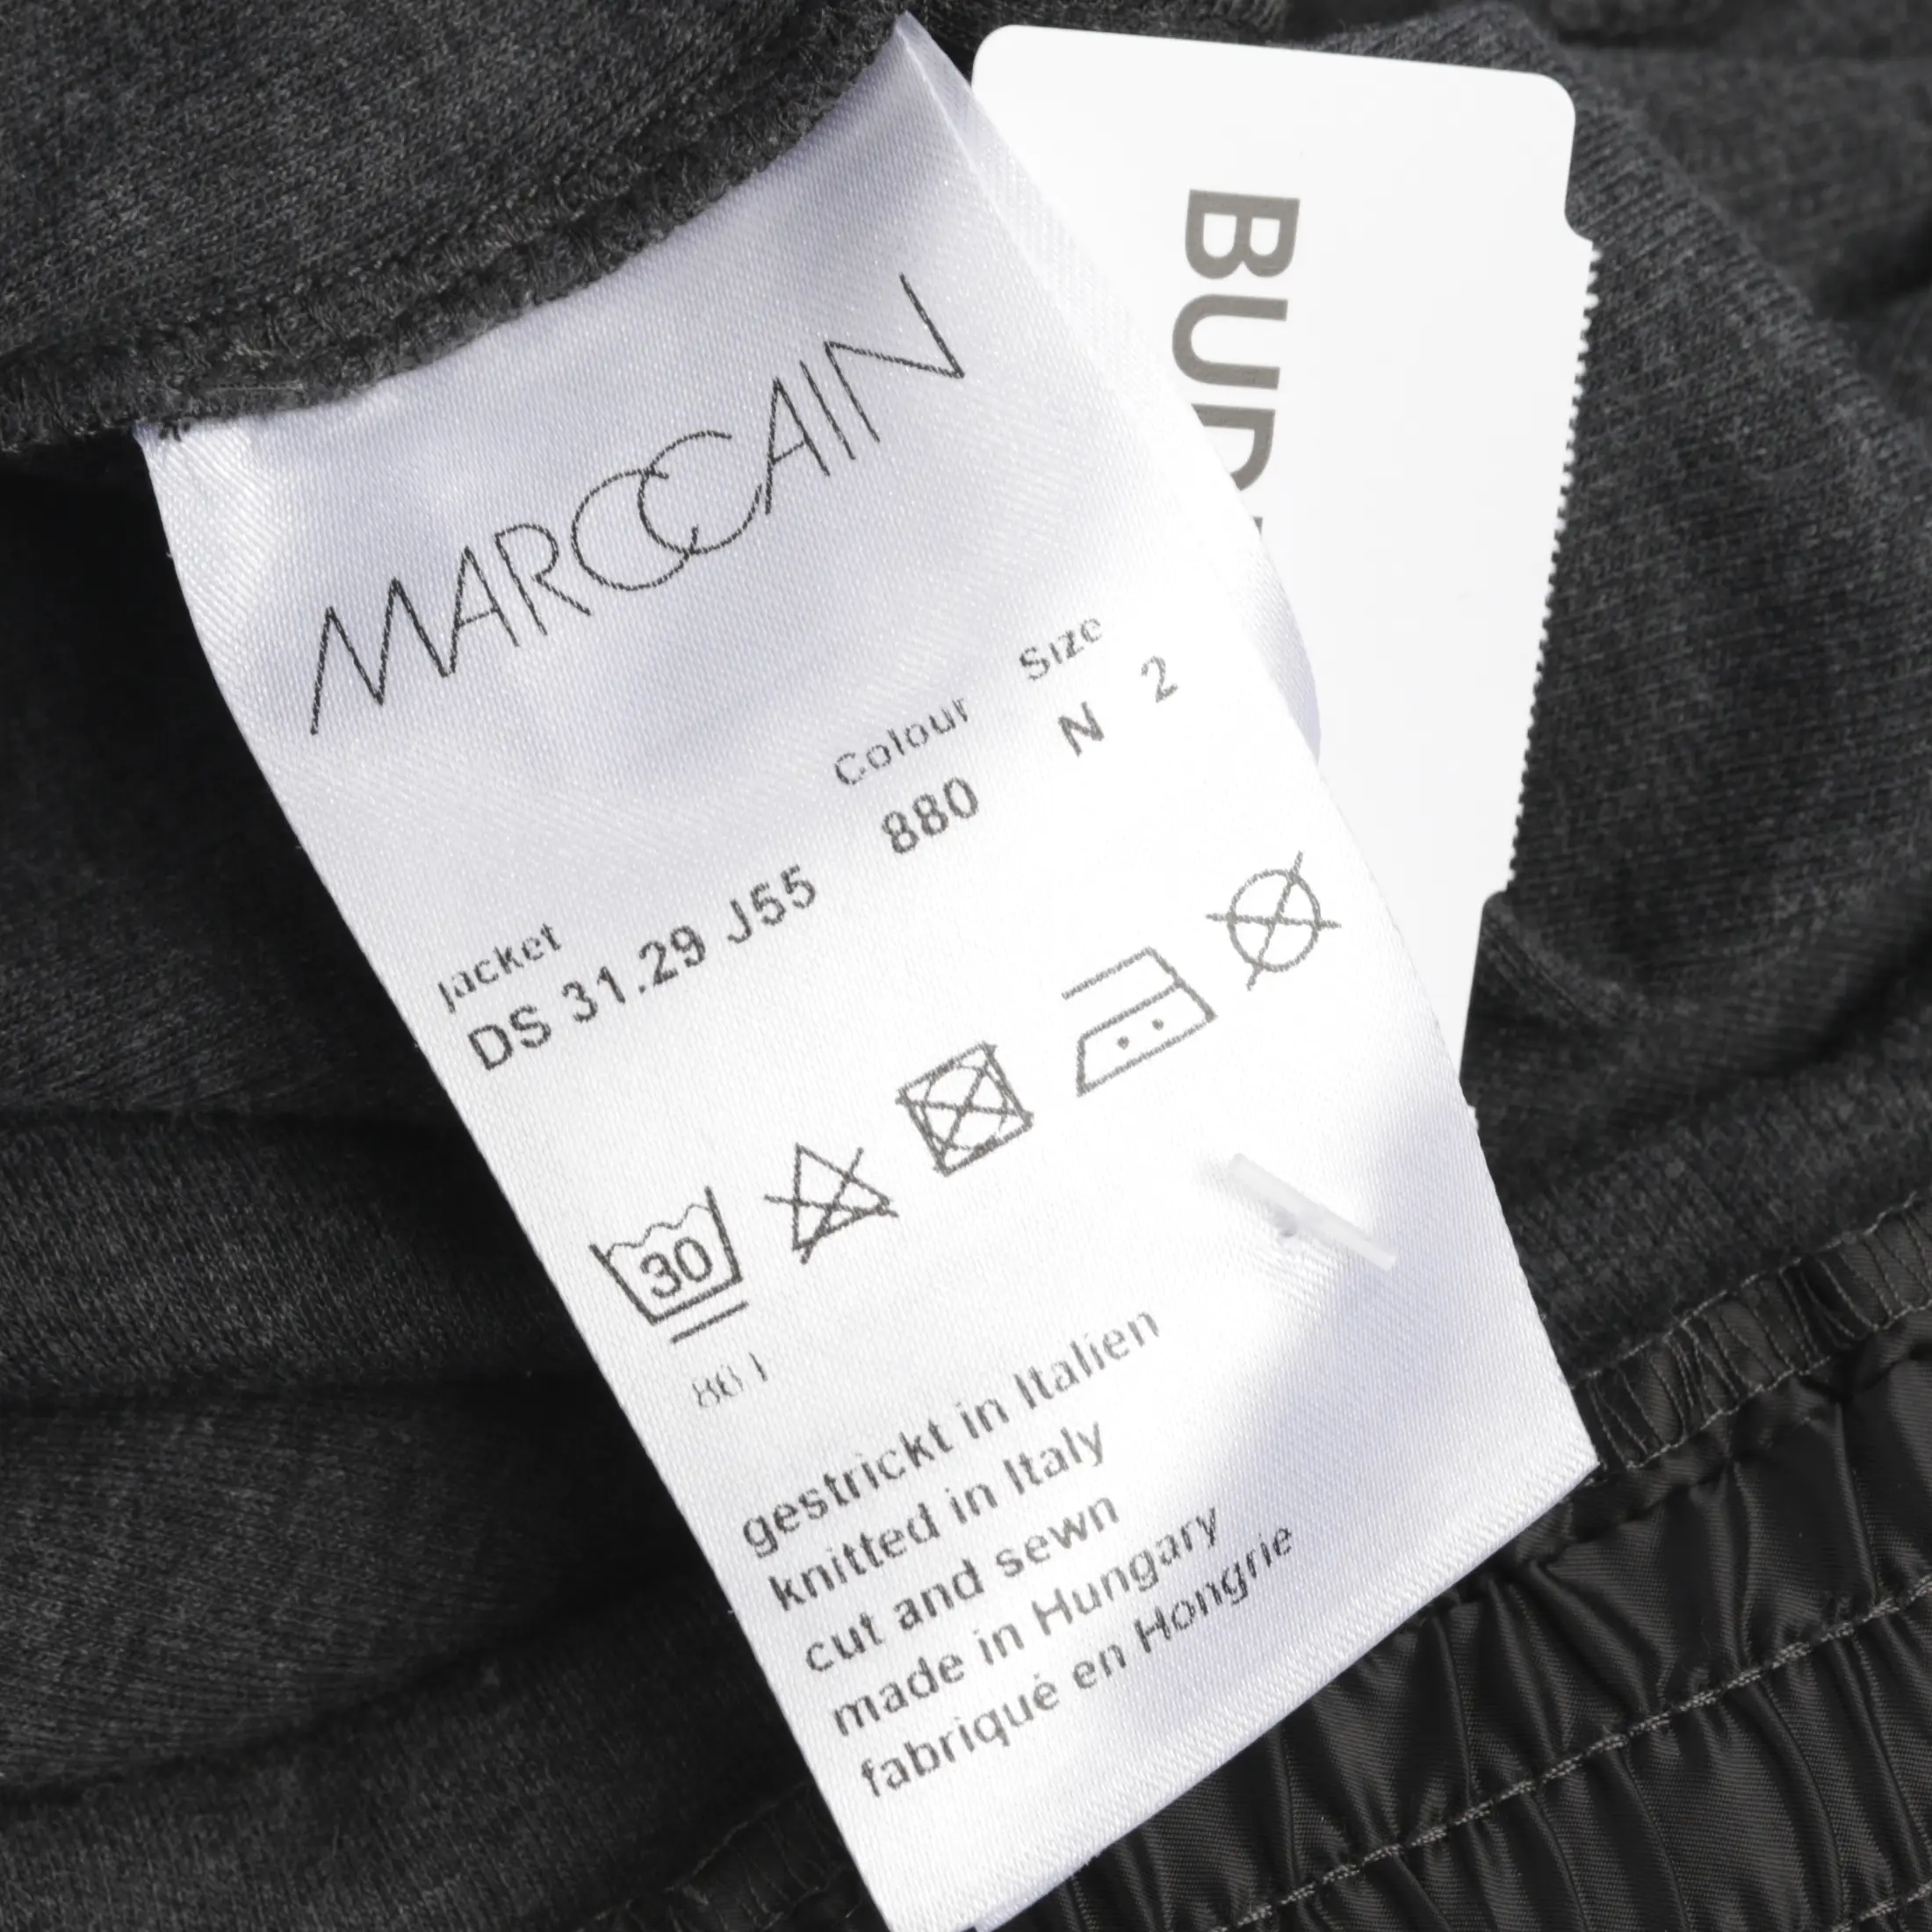 MARCCAIN
Colour Size
Jacket
DS 31.29 J55 880 N 2
30
gestrickt in Italien
knitted in Italy
cut and sewn
made in Hungary
fabriqué en Hongrie